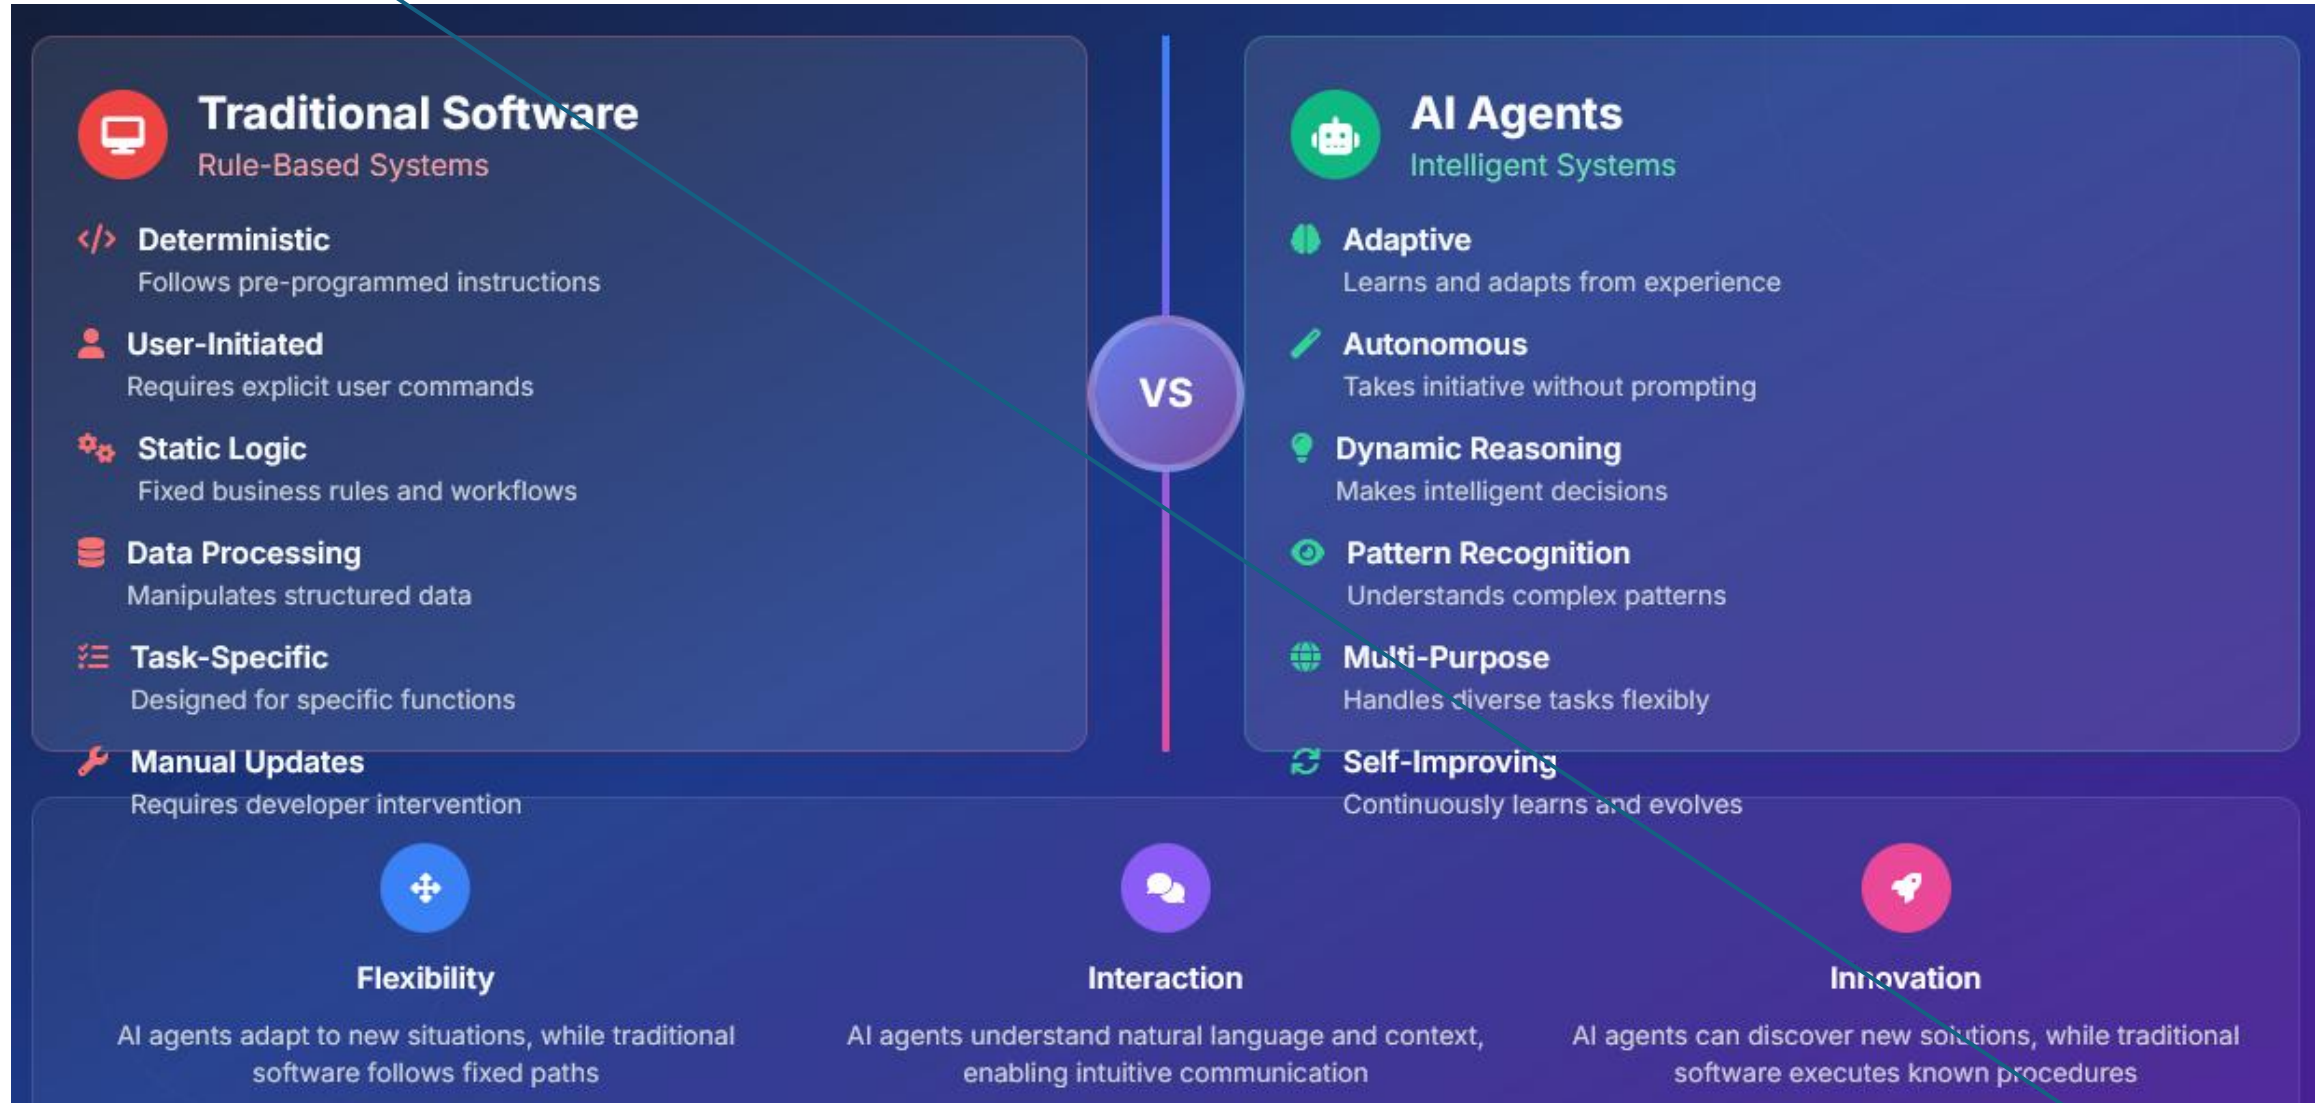 Traditional Software
Rule-Based Systems
Deterministic
Follows pre-programmed instructions
User-Initiated
Requires explicit user commands
Static Logic
Fixed business rules and workflows
Data Processing
Manipulates structured data
Task-Specific
Designed for specific functions
Manual Updates
Requires developer intervention
VS
AI Agents
Intelligent Systems
Adaptive
Learns and adapts from experience
Autonomous
Takes initiative without prompting
Dynamic Reasoning
Makes intelligent decisions
Pattern Recognition
Understands complex patterns
Multi-Purpose
Handles diverse tasks flexibly
Self-Improving
Continuously learns and evolves
Flexibility
AI agents adapt to new situations, while traditional
software follows fixed paths
Interaction
AI agents understand natural language and context,
enabling intuitive communication
Innovation
AI agents can discover new solutions, while traditional
software executes known procedures